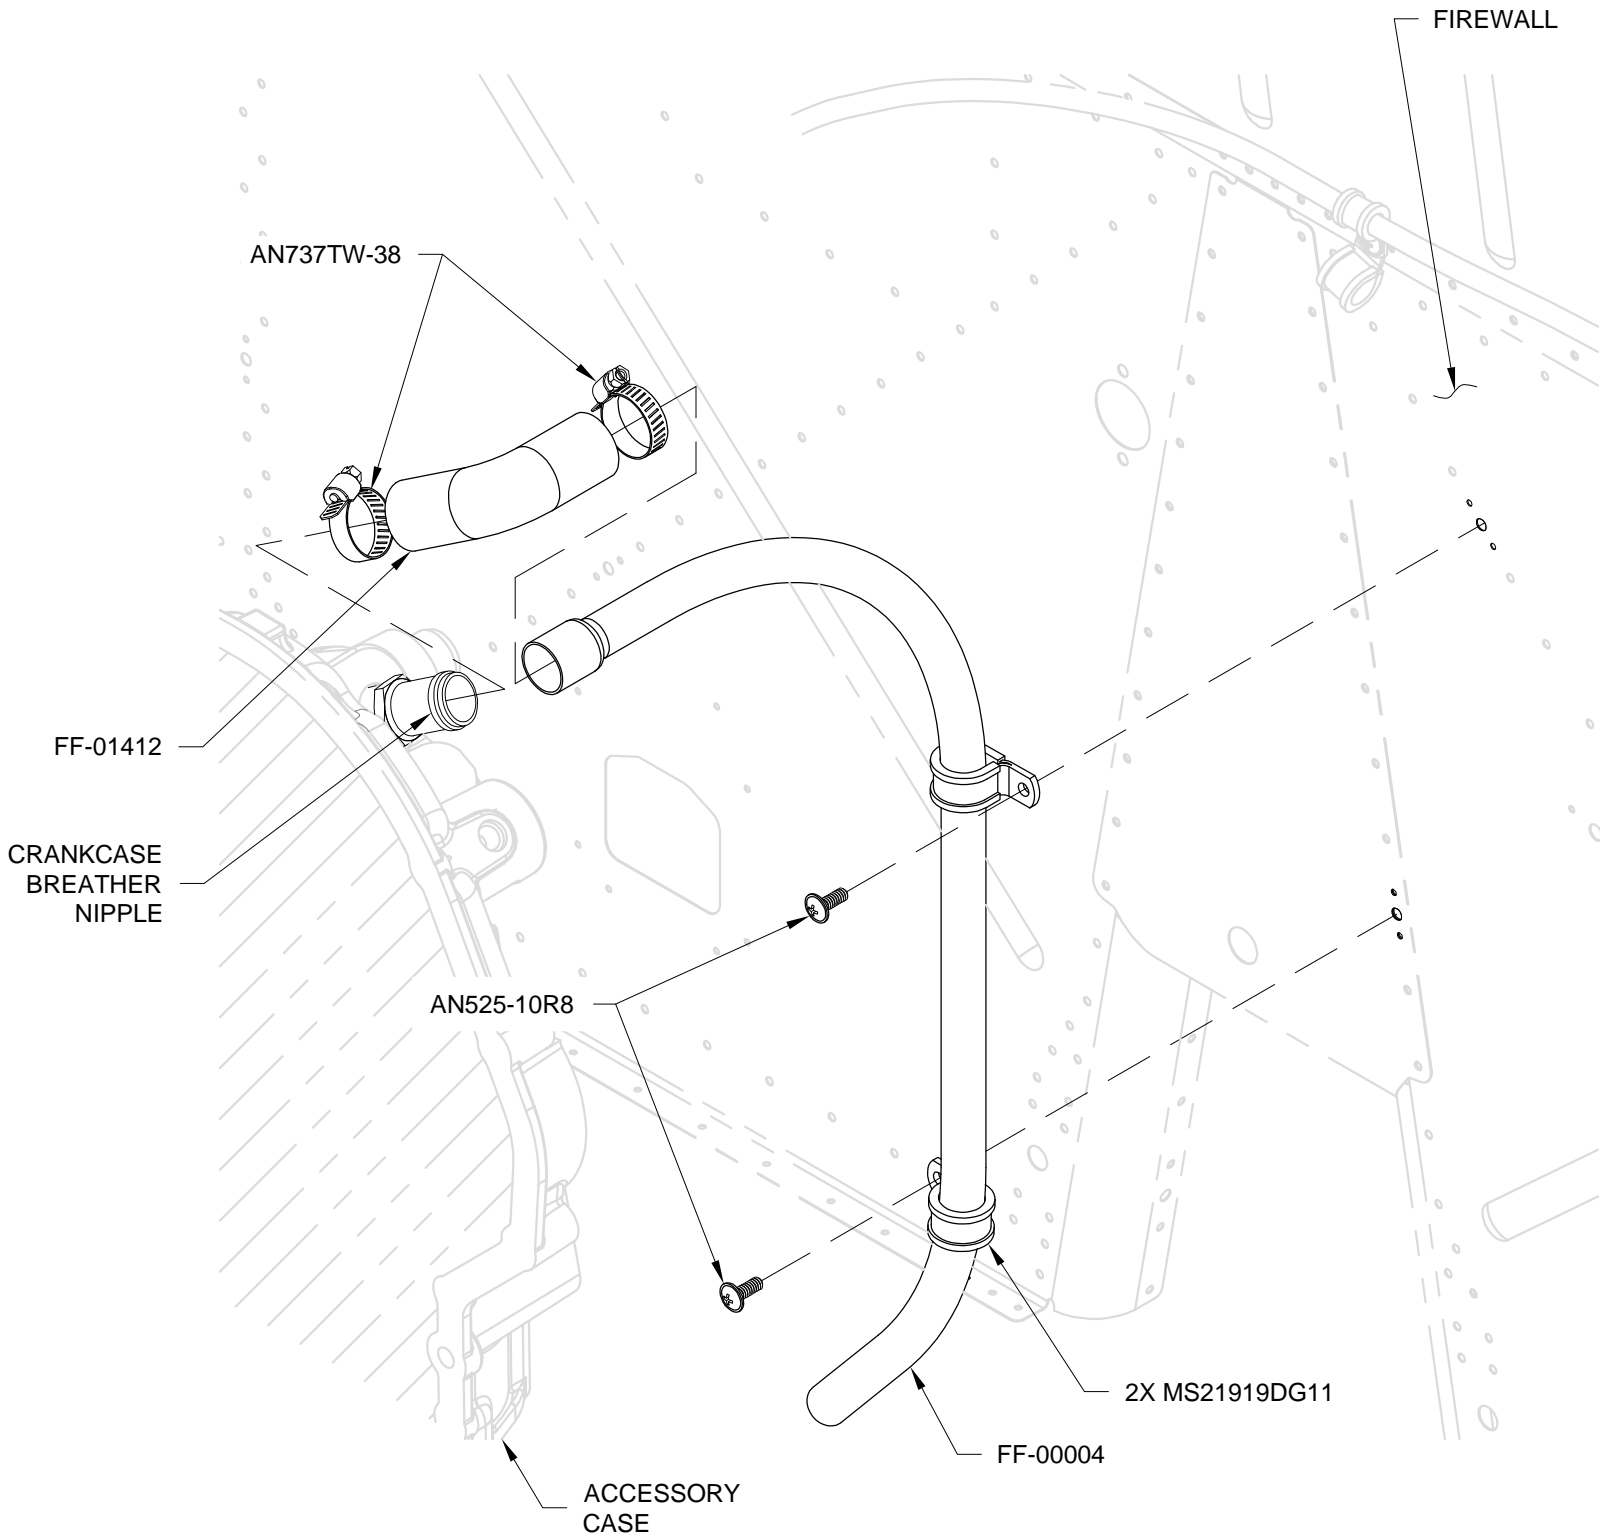 FIREWALL
AN737TW-38
FF-01412
CRANKCASE
BREATHER
NIPPLE
AN525-10R8
2X MS21919DG11
FF-00004
ACCESSORY
CASE